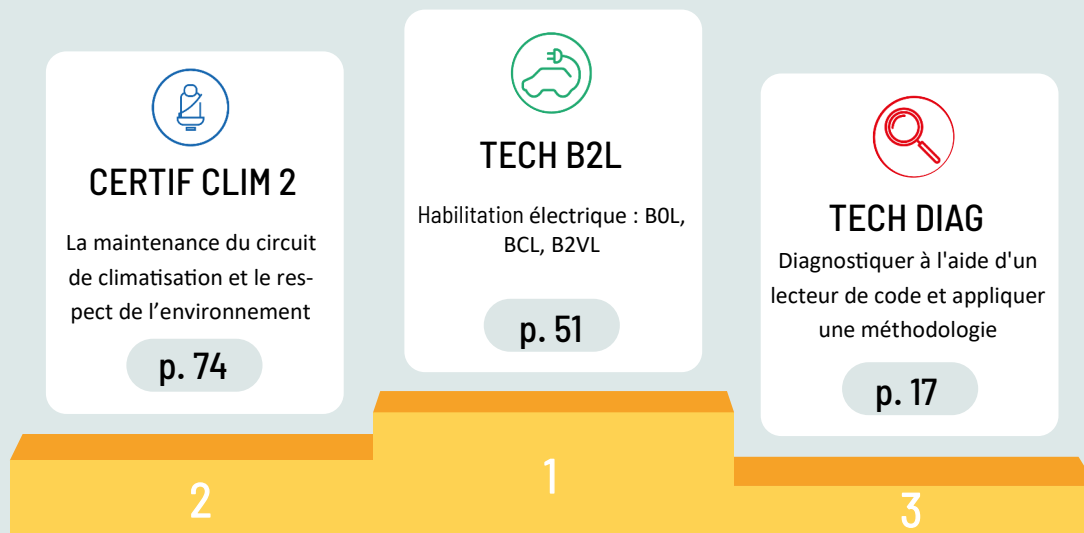 CERTIF CLIM 2
La maintenance du circuit
de climatisation et le res-
pect de l’environnement
p. 74
2
TECH B2L
Habilitation électrique : B0L,
BCL, B2VL
p. 51
1
TECH DIAG
Diagnostiquer à l'aide d'un
lecteur de code et appliquer
une méthodologie
p. 17
3